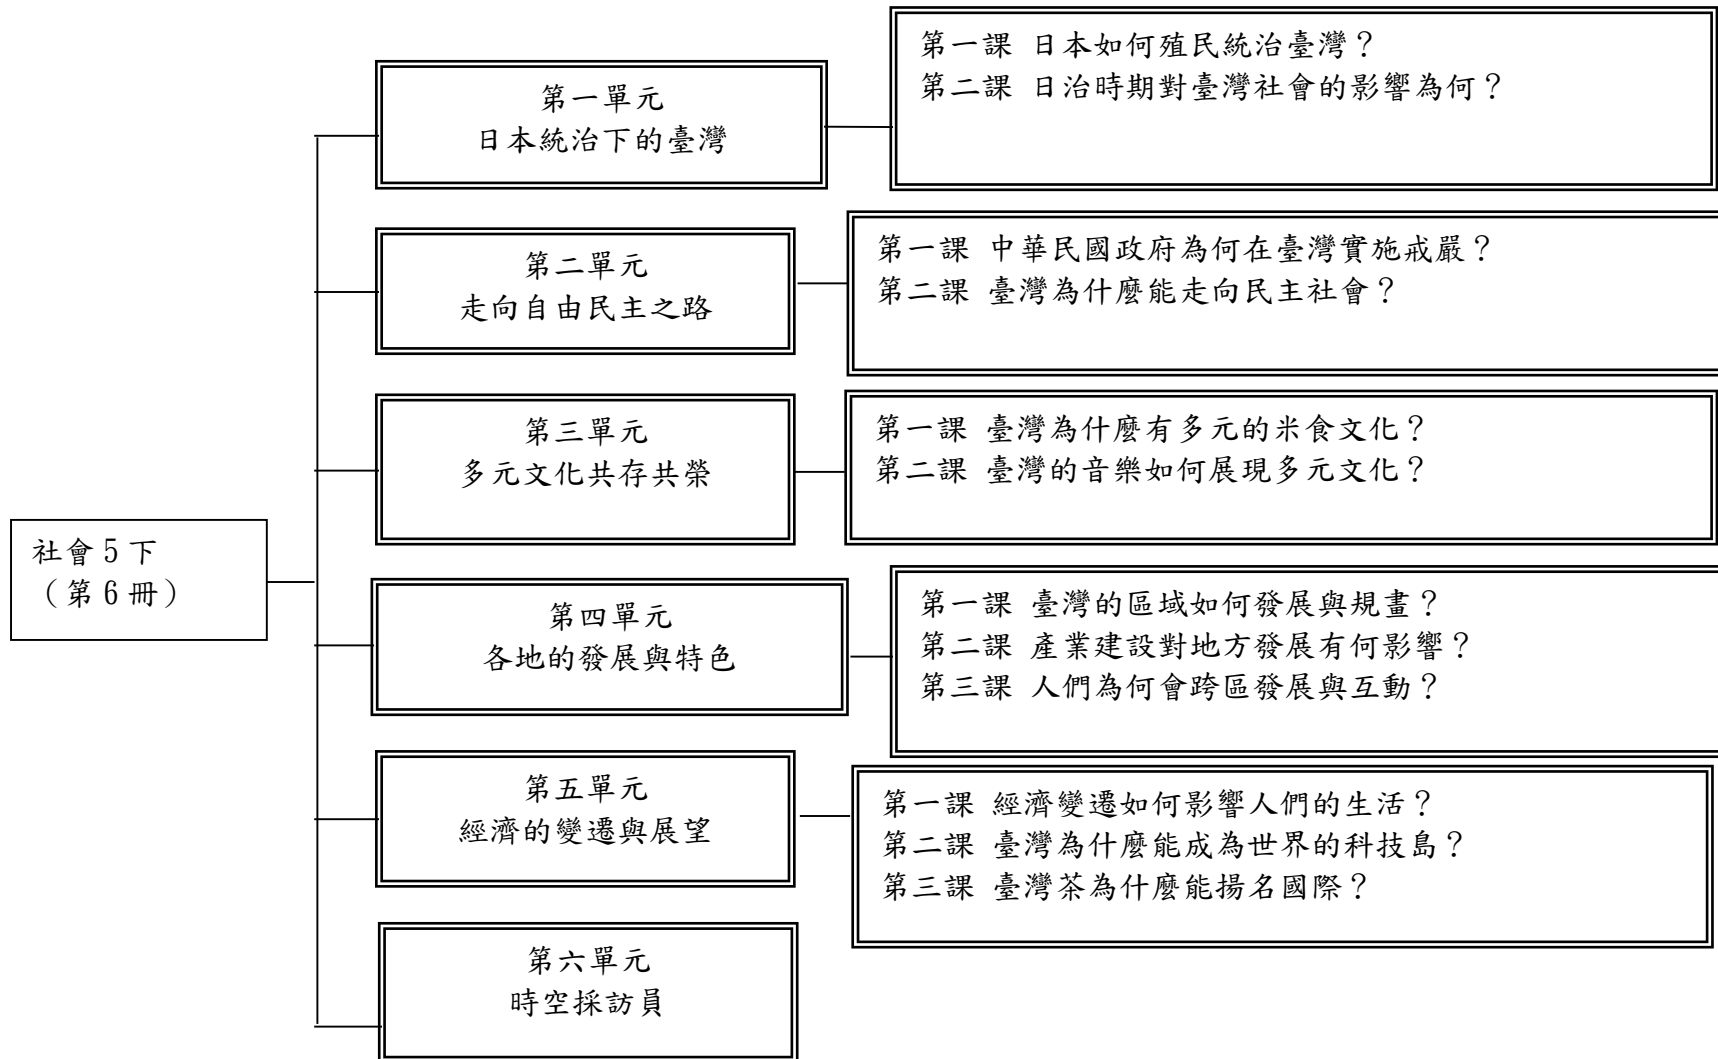 社會5下
（第6冊）
第一單元
日本統治下的臺灣
第一課 日本如何殖民統治臺灣？
第二課 日治時期對臺灣社會的影響為何？
第二單元
走向自由民主之路
第一課 中華民國政府為何在臺灣實施戒嚴？
第二課 臺灣為什麼能走向民主社會？
第三單元
多元文化共存共榮
第一課 臺灣為什麼有多元的米食文化？
第二課 臺灣的音樂如何展現多元文化？
第四單元
各地的發展與特色
第一課 臺灣的區域如何發展與規畫？
第二課 產業建設對地方發展有何影響？
第三課 人們為何會跨區發展與互動？
第五單元
經濟的變遷與展望
第一課 經濟變遷如何影響人們的生活？
第二課 臺灣為什麼能成為世界的科技島？
第三課 臺灣茶為什麼能揚名國際？
第六單元
時空採訪員